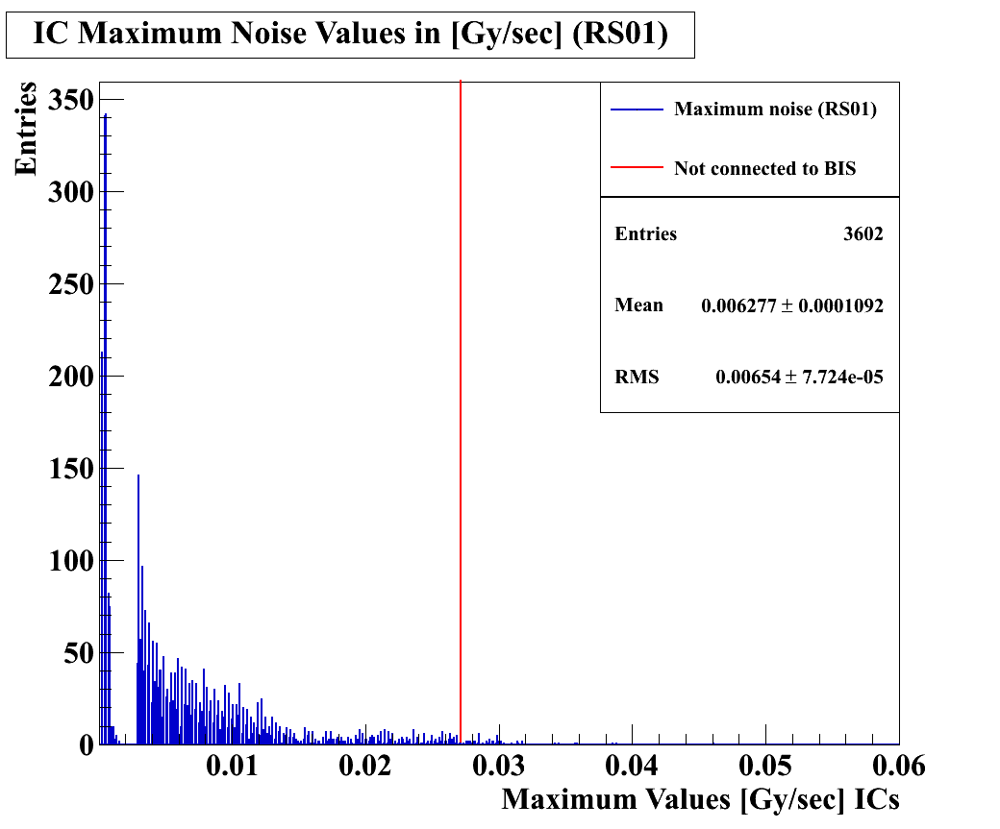 IC Maximum Noise Values in [Gy/sec] (RS01)
Entries
350
300
250
200
150
100
50
0
Maximum noise (RS01)
Not connected to BIS
Entries 3602
Mean 0.006277 ± 0.0001092
RMS 0.00654 ± 7.724e-05
0.01 0.02 0.03 0.04 0.05 0.06
Maximum Values [Gy/sec] ICs